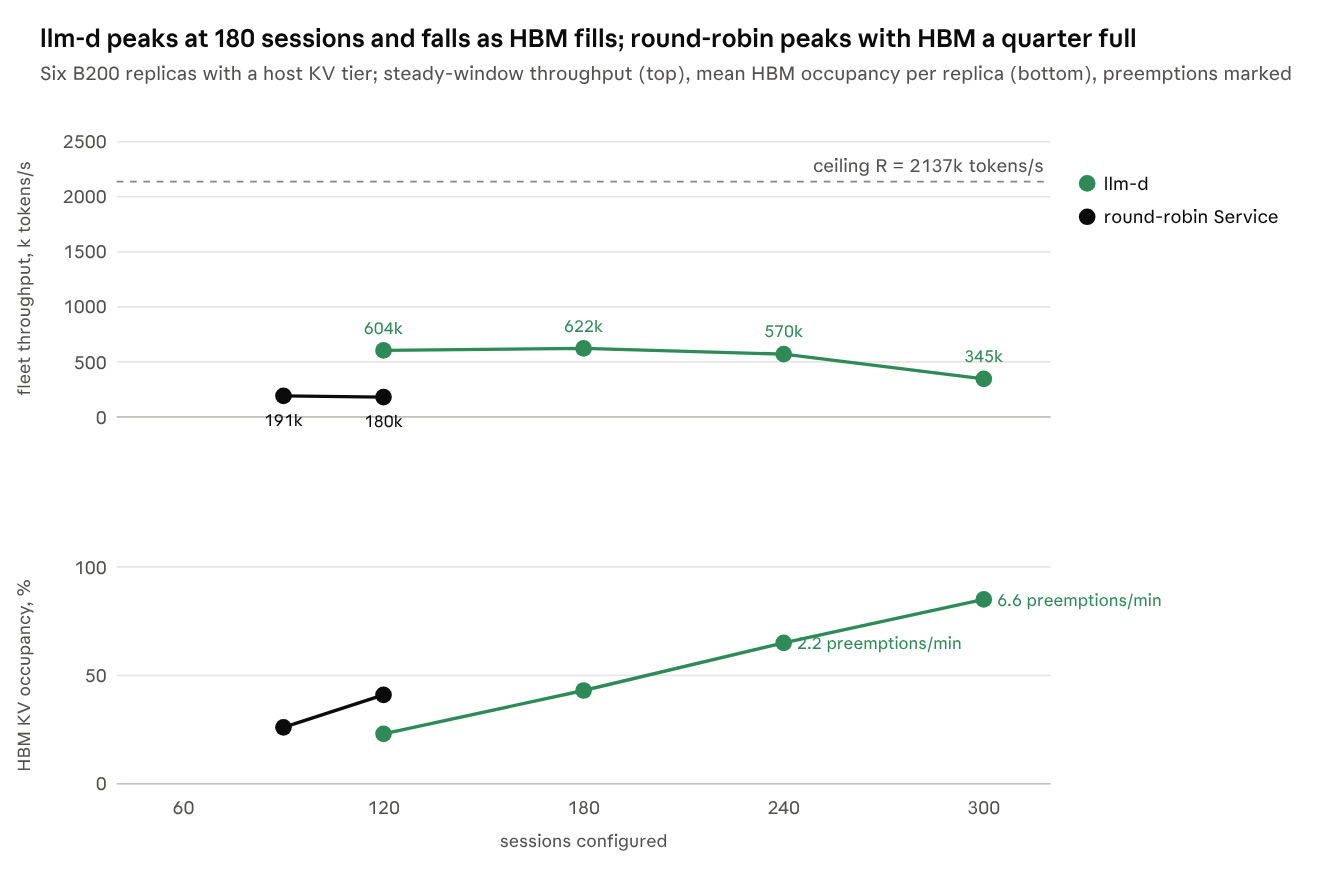 llm-d peaks at 180 sessions and falls as HBM fills; round-robin peaks with HBM a quarter full
Six B200 replicas with a host KV tier; steady-window throughput (top), mean HBM occupancy per replica (bottom), preemptions marked
fleet throughput, k tokens/s
2500
2000
1500
1000
500
0
ceiling R = 2137k tokens/s
llm-d
round-robin Service
604k
622k
570k
345k
191k
180k
HBM KV occupancy, %
100
50
0
6.6 preemptions/min
2.2 preemptions/min
60
120
180
240
300
sessions configured